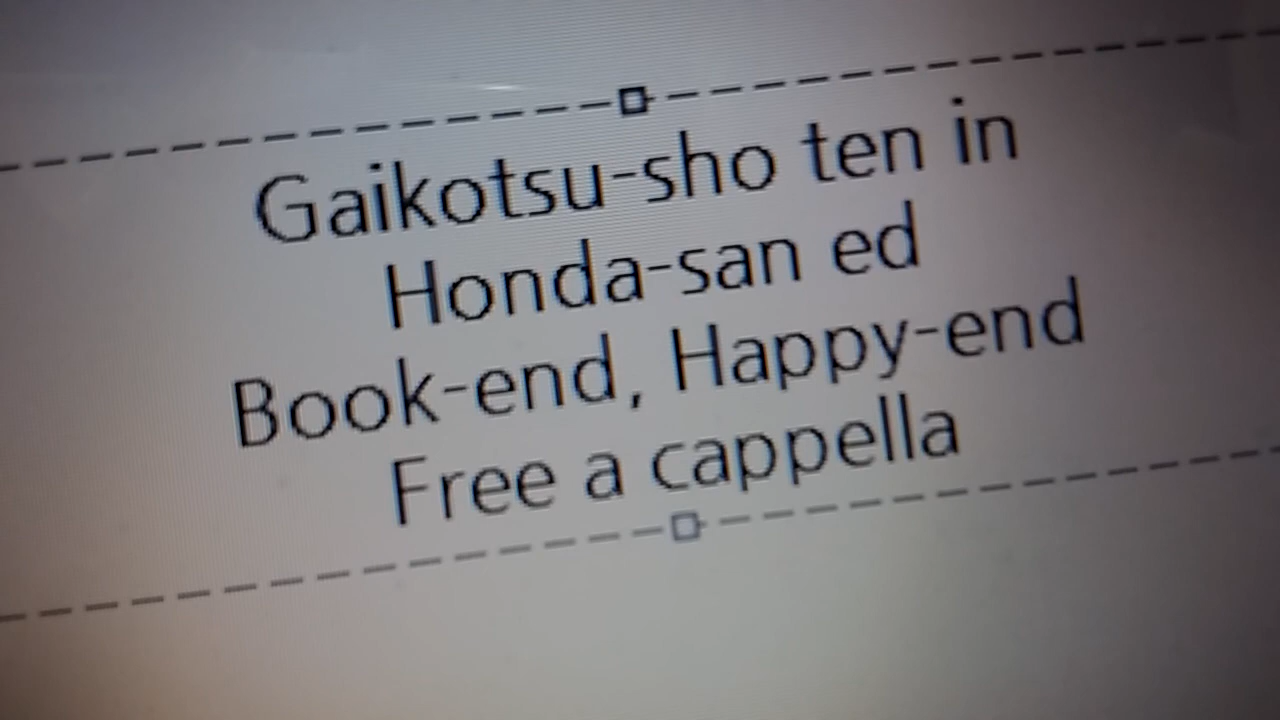 Gaikotsu-sho ten in
Honda-san ed
Book-end, Happy-end
Free a cappella